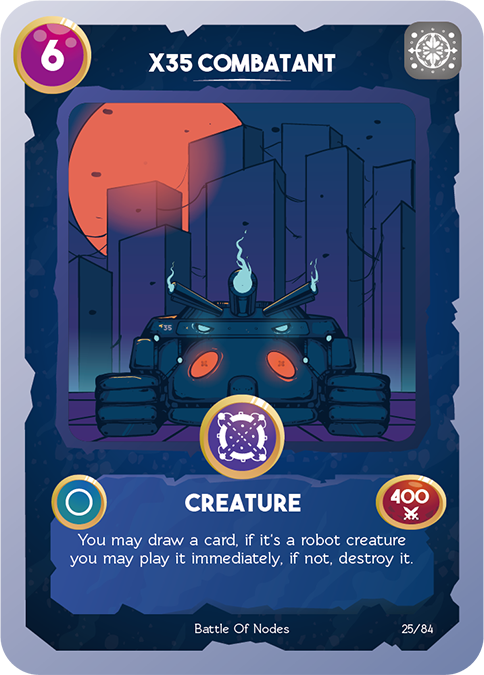 6
X35 COMBATANT
35
CREATURE
400
You may draw a card, if it's a robot creature
you may play it immediately, if not, destroy it.
Battle Of Nodes
25/84